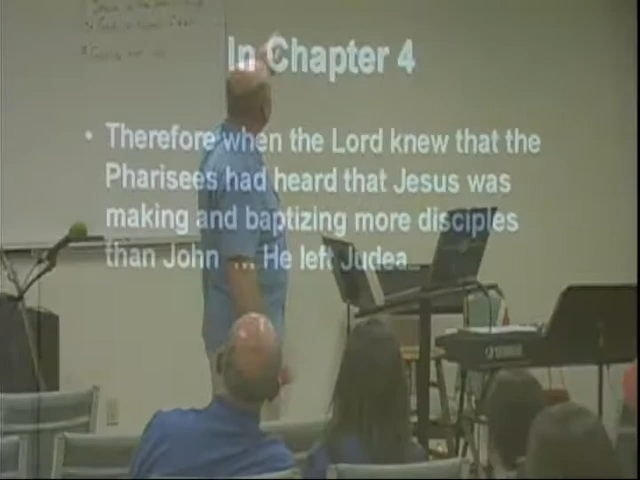 In Chapter 4
• Therefore when the Lord knew that the
Pharisees had heard that Jesus was
making and baptizing more disciples
than John ... He left Judea